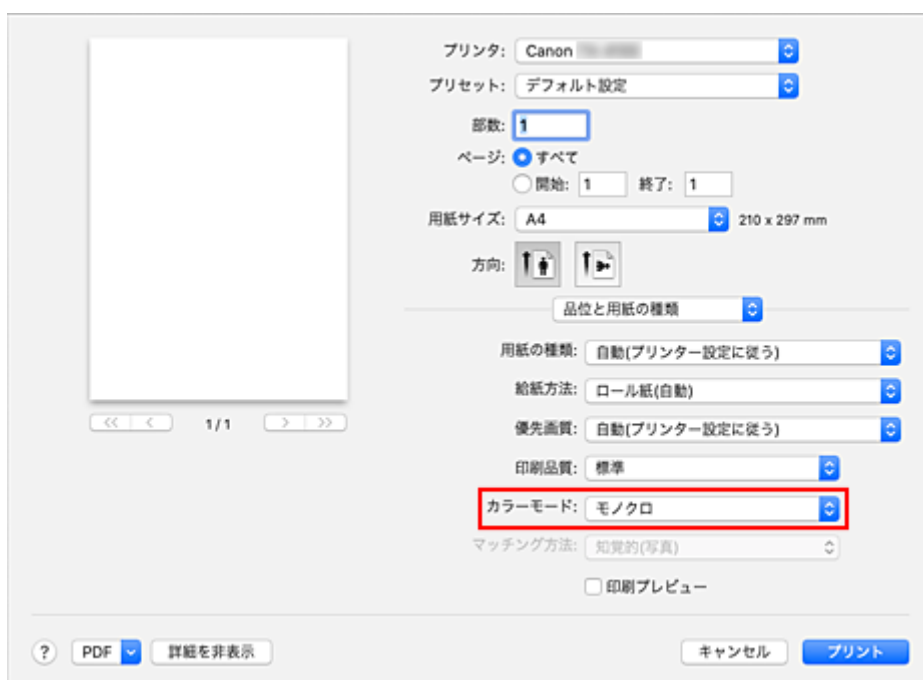 プリンタ: Canon
プリセット: デフォルト設定
部数: 1
ページ: すべて
開始: 1 終了: 1
用紙サイズ: A4 210 x 297 mm
方向:
品位と用紙の種類
用紙の種類: 自動(プリンター設定に従う)
給紙方法: ロール紙(自動)
<< < 1/1 > >>
優先画質: 自動(プリンター設定に従う)
印刷品質: 標準
カラーモード: モノクロ
マッチング方法: 知覚的(写真)
印刷プレビュー
? PDF 詳細を非表示 キャンセル プリント